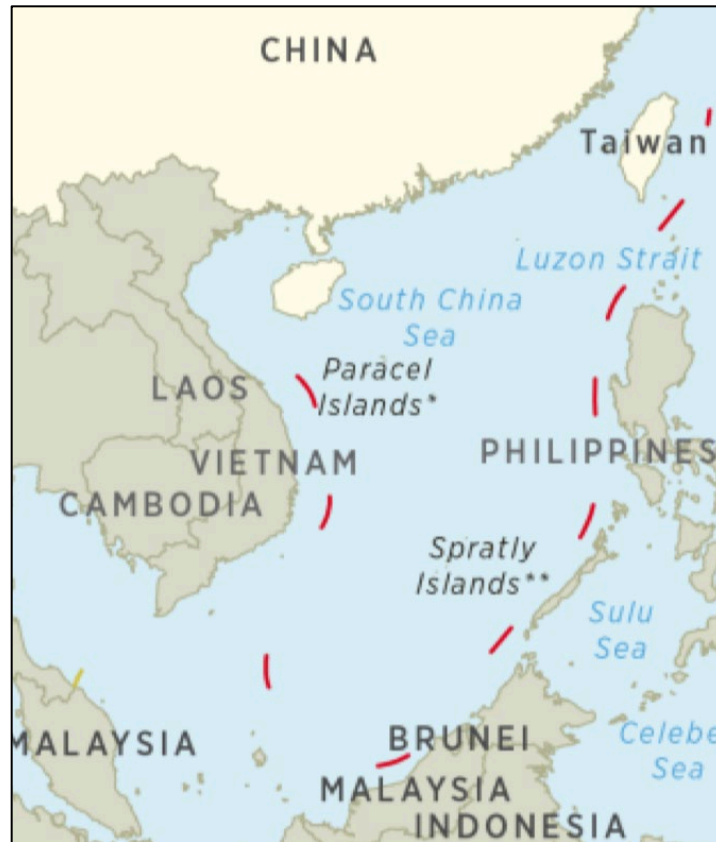 CHINA
Taiwan
Luzon Strait
South China
Sea
Paracel
Islands*
LAOS
VIETNAM
PHILIPPINES
CAMBODIA
Spratly
Islands**
Sulu
Sea
MALAYSIA
BRUNEI
Celebe
Sea
MALAYSIA
INDONESIA